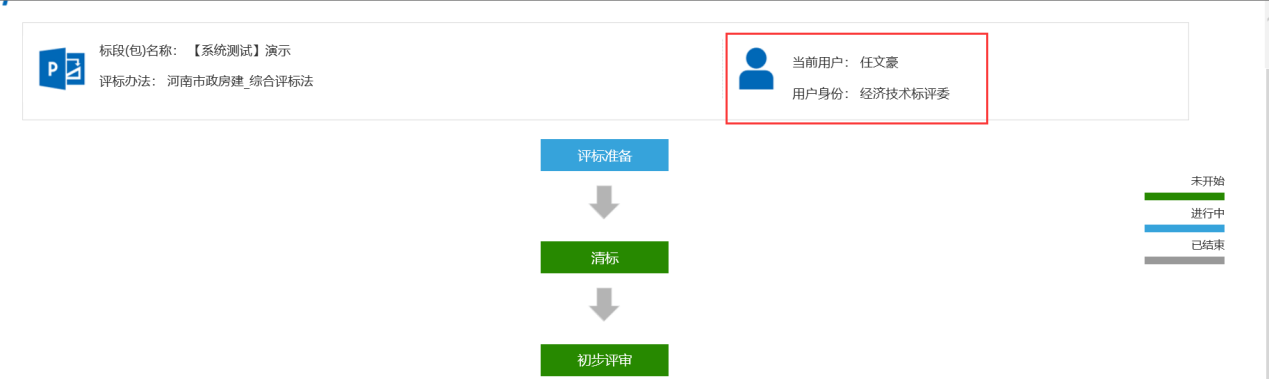 标段(包)名称： 【系统测试】演示
评标办法： 河南市政房建_综合评标法
当前用户： 任文豪
用户身份： 经济技术标评委
评标准备
清标
初步评审
未开始
进行中
已结束